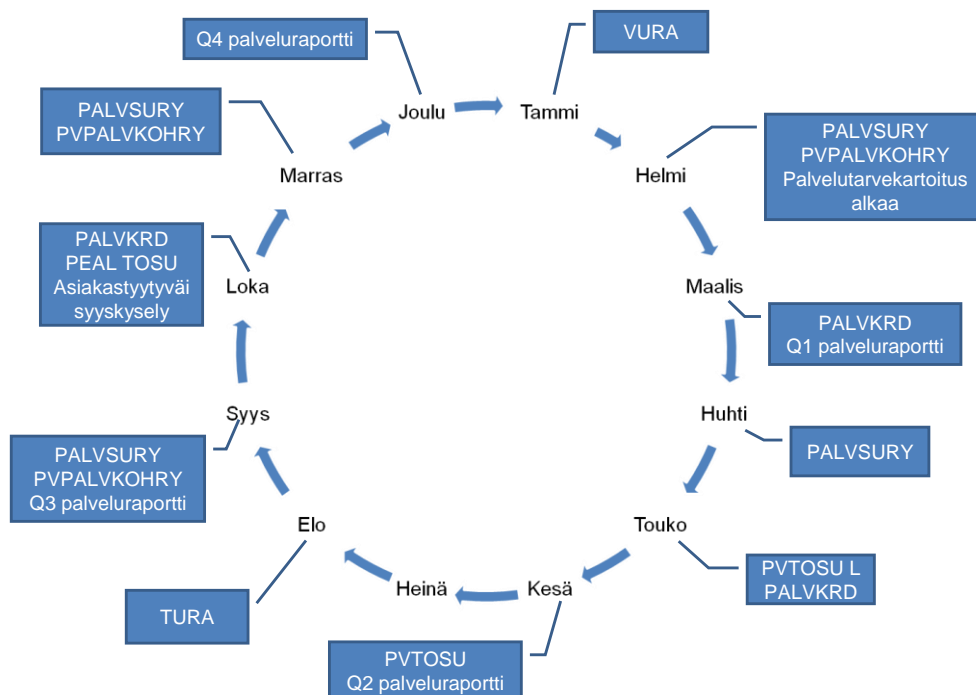 Q4 palveluraportti
VURA
Joulu
Tammi
PALVSURY
PVPALVKOHRY
Marras
Helmi
PALVSURY
PVPALVKOHRY
Palvelutarvekartoitus
alkaa
PALVKRD
PEAL TOSU
Asiakastyytyväi
syyskysely
Loka
Maalis
PALVKRD
Q1 palveluraportti
Syys
Huhti
PALVSURY
PVPALVKOHRY
Q3 palveluraportti
PALVSURY
Elo
Touko
PVTOSU L
PALVKRD
Heinä
Kesä
TURA
PVTOSU
Q2 palveluraportti